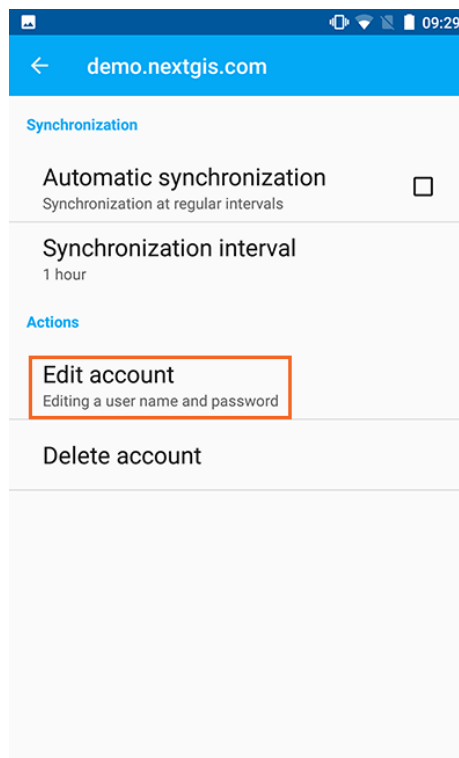 09:29
demo.nextgis.com
Synchronization
Automatic synchronization
Synchronization at regular intervals
Synchronization interval
1 hour
Actions
Edit account
Editing a user name and password
Delete account